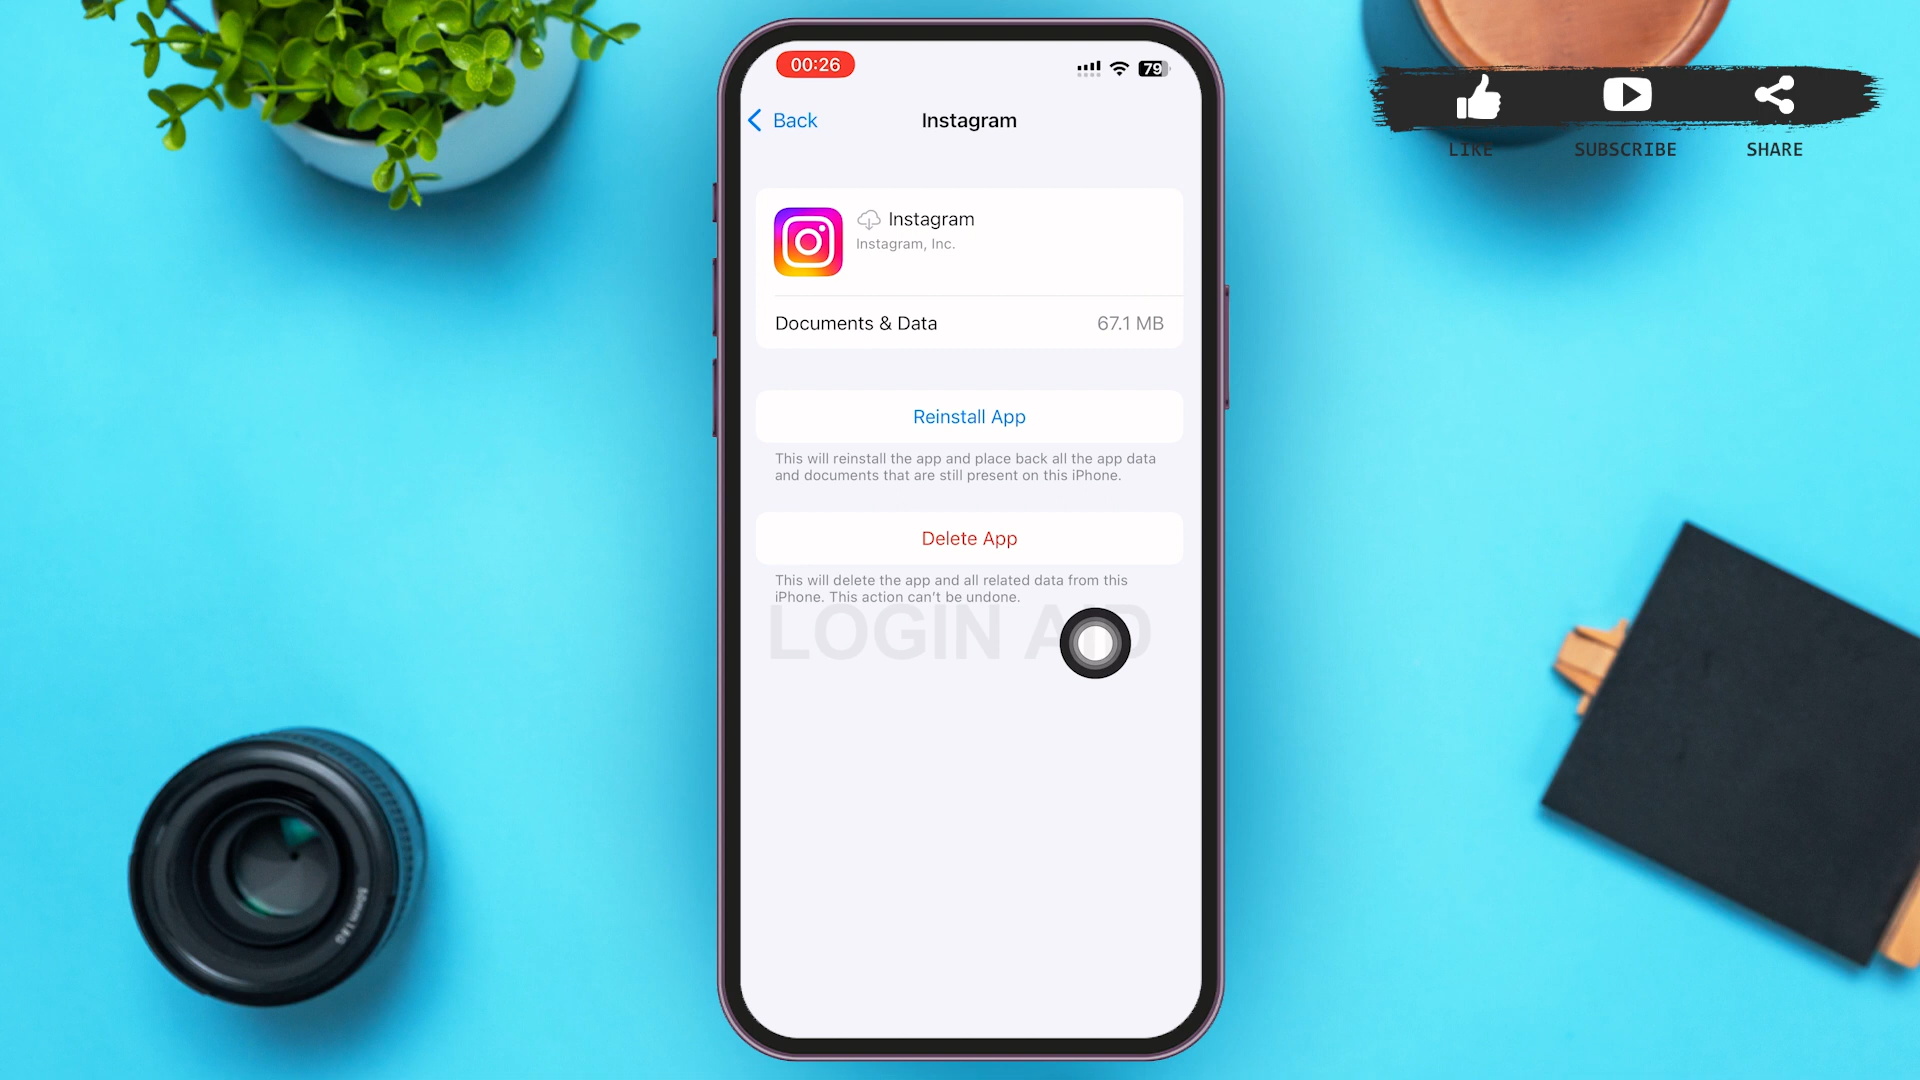 00:26
79
Back
Instagram
LIKE
SUBSCRIBE
SHARE
Instagram
Instagram, Inc.
Documents & Data
67.1 MB
Reinstall App
This will reinstall the app and place back all the app data
and documents that are still present on this iPhone.
Delete App
This will delete the app and all related data from this
iPhone. This action can't be undone.
LOGIN AID